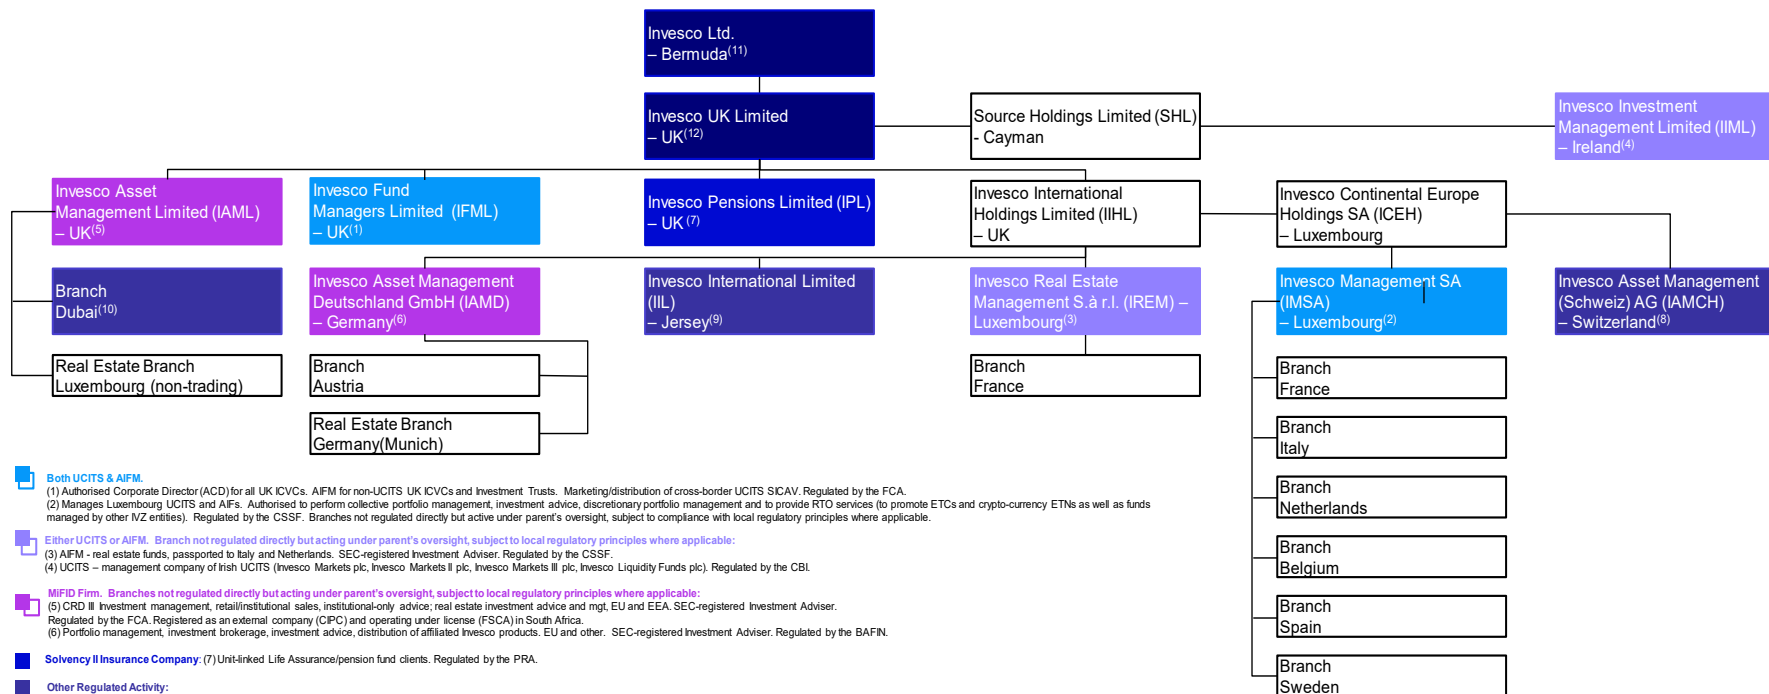 Invesco Ltd.
– Bermuda(11)
Invesco UK Limited
– UK(12)
Source Holdings Limited (SHL)
- Cayman
Invesco Investment
Management Limited (IIML)
– Ireland(4)
Invesco Asset
Management Limited (IAML)
– UK(5)
Invesco Fund
Managers Limited (IFML)
– UK(1)
Invesco Pensions Limited (IPL)
– UK (7)
Invesco International
Holdings Limited (IIHL)
– UK
Invesco Continental Europe
Holdings SA (ICEH)
– Luxembourg
Branch
Dubai(10)
Invesco Asset Management
Deutschland GmbH (IAMD)
– Germany(6)
Invesco International Limited
(IIL)
– Jersey(9)
Invesco Real Estate
Management S.à r.l. (IREM) –
Luxembourg(3)
Invesco Management SA
(IMSA)
– Luxembourg(2)
Invesco Asset Management
(Schweiz) AG (IAMCH)
– Switzerland(8)
Real Estate Branch
Luxembourg (non-trading)
Branch
Austria
Branch
France
Branch
France
Real Estate Branch
Germany(Munich)
Branch
Italy
Branch
Netherlands
Branch
Belgium
Branch
Spain
Branch
Sweden
Both UCITS & AIFM.
(1) Authorised Corporate Director (ACD) for all UK ICVCs. AIFM for non-UCITS UK ICVCs and Investment Trusts. Marketing/distribution of cross-border UCITS SICAV. Regulated by the FCA.
(2) Manages Luxembourg UCITS and AIFs. Authorised to perform collective portfolio management, investment advice, discretionary portfolio management and to provide RTO services (to promote ETCs and crypto-currency ETNs as well as funds
managed by other IVZ entities). Regulated by the CSSF. Branches not regulated directly but active under parent's oversight, subject to compliance with local regulatory principles where applicable.
Either UCITS or AIFM. Branch not regulated directly but acting under parent's oversight, subject to local regulatory principles where applicable:
(3) AIFM - real estate funds, passported to Italy and Netherlands. SEC-registered Investment Adviser. Regulated by the CSSF.
(4) UCITS – management company of Irish UCITS (Invesco Markets plc, Invesco Markets II plc, Invesco Markets III plc, Invesco Liquidity Funds plc). Regulated by the CBI.
MiFID Firm. Branches not regulated directly but acting under parent's oversight, subject to local regulatory principles where applicable:
(5) CRD III Investment management, retail/institutional sales, institutional-only advice; real estate investment advice and mgt, EU and EEA. SEC-registered Investment Adviser.
Regulated by the FCA. Registered as an external company (CIPC) and operating under license (FSCA) in South Africa.
(6) Portfolio management, investment brokerage, investment advice, distribution of affiliated Invesco products. EU and other. SEC-registered Investment Adviser. Regulated by the BAFIN.
Solvency II Insurance Company: (7) Unit-linked Life Assurance/pension fund clients. Regulated by the PRA.
Other Regulated Activity: